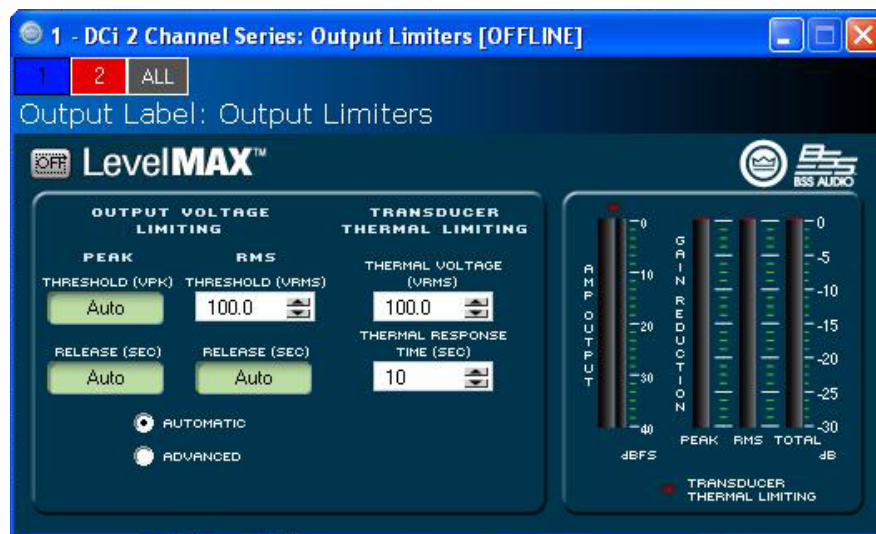 1 - DCi 2 Channel Series: Output Limiters [OFFLINE]
1 2 ALL
Output Label: Output Limiters
OFF LevelMAX™
BSS AUDIO
OUTPUT VOLTAGE
LIMITING
PEAK RMS
THRESHOLD (VPK) THRESHOLD (VRMS)
Auto 100.0
RELEASE (SEC) RELEASE (SEC)
Auto Auto
AUTOMATIC
ADVANCED
TRANSDUCER
THERMAL LIMITING
THERMAL VOLTAGE
(VRMS)
100.0
THERMAL RESPONSE
TIME (SEC)
10
AMP OUTPUT
0
-10
-20
-30
-40
dBFS
GAIN REDUCTION
0
-5
-10
-15
-20
-25
-30
PEAK RMS TOTAL
dB
TRANSDUCER
THERMAL LIMITING